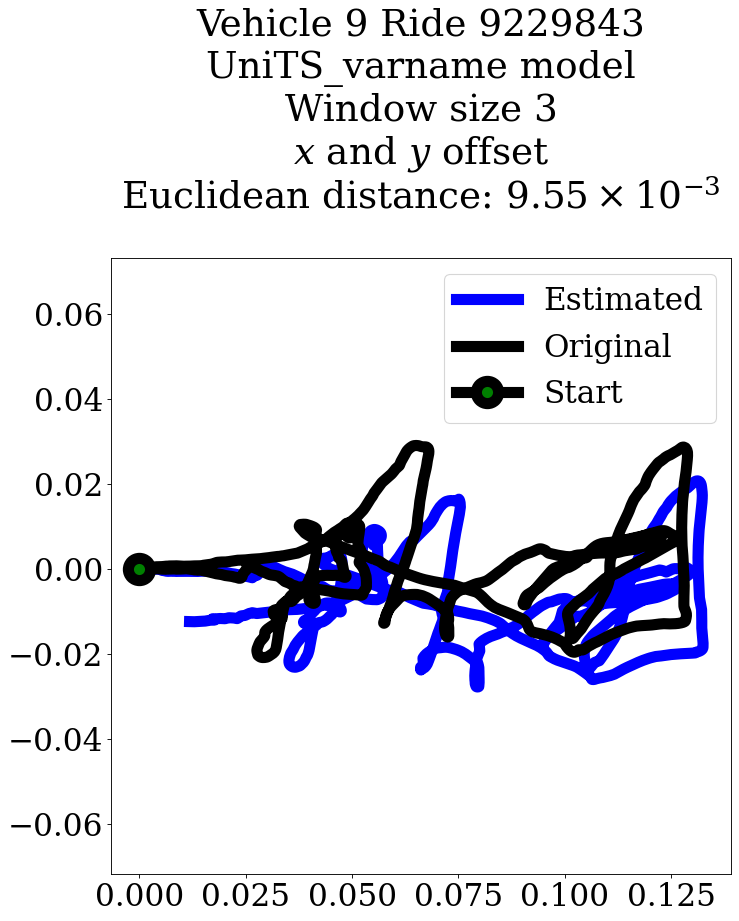 Vehicle 9 Ride 9229843
UniTS_varname model
Window size 3
x and y offset
Euclidean distance: 9.55 × 10⁻³
Estimated
Original
Start
0.06
0.04
0.02
0.00
−0.02
−0.04
−0.06
0.000 0.025 0.050 0.075 0.100 0.125